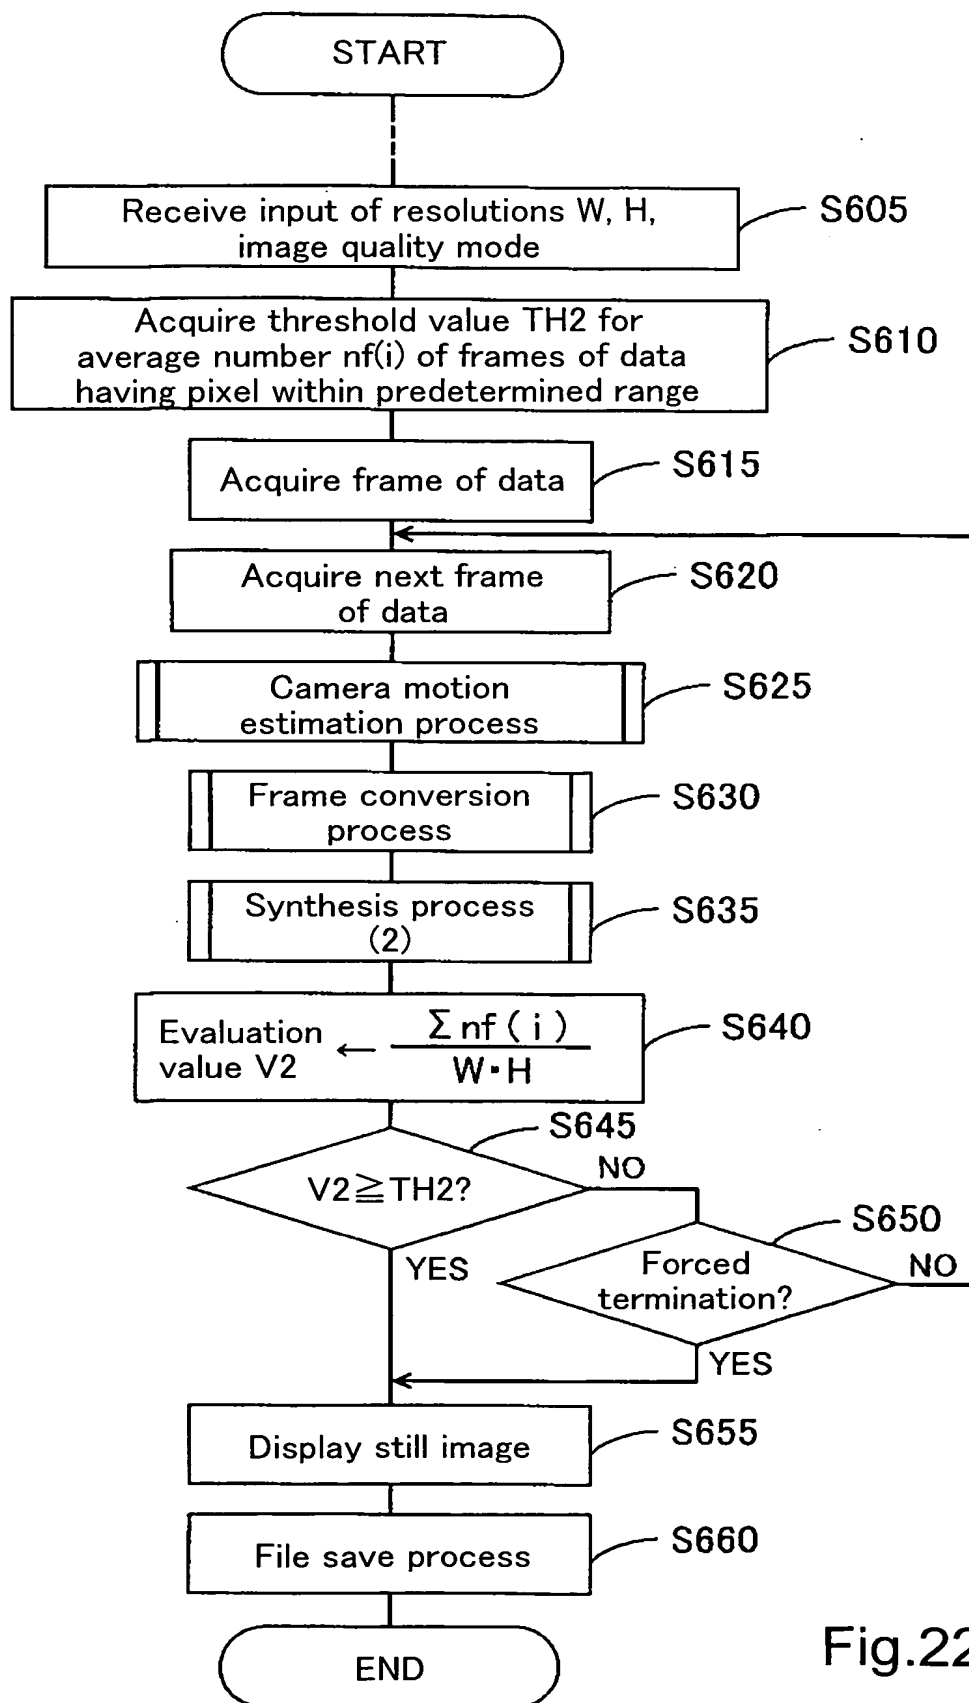 START
Receive input of resolutions W, H,
image quality mode
S605
Acquire threshold value TH2 for
average number nf(i) of frames of data
having pixel within predetermined range
S610
Acquire frame of data
S615
Acquire next frame
of data
S620
Camera motion
estimation process
S625
Frame conversion
process
S630
Synthesis process
(2)
S635
Evaluation
value V2 ← Σ nf ( i ) / W·H
S640
V2≧TH2?
S645
NO
YES
Forced
termination?
S650
NO
YES
Display still image
S655
File save process
S660
END
Fig.22